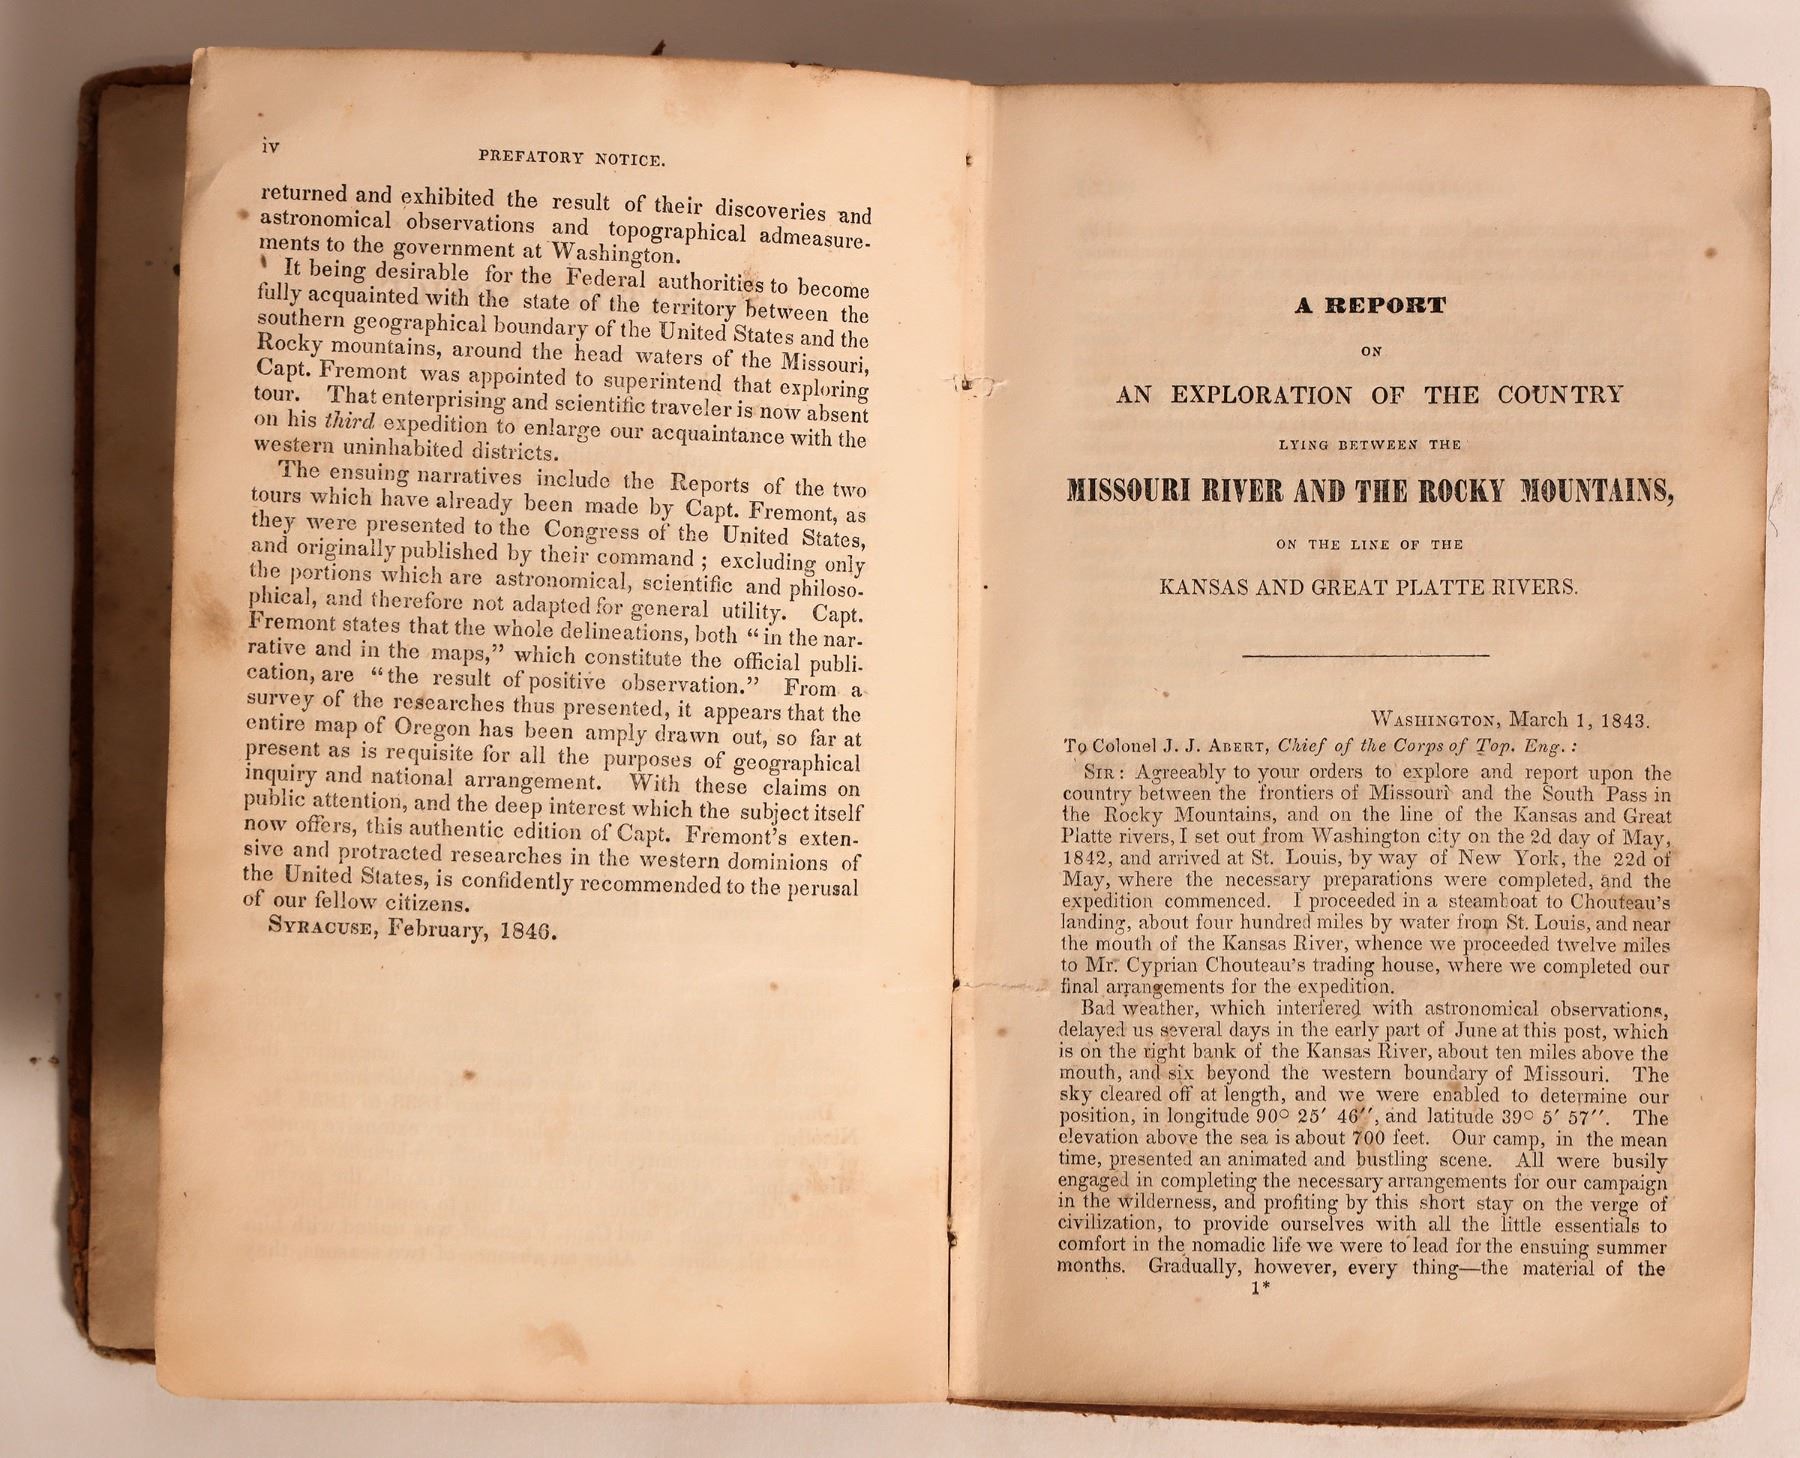 iv
PREFATORY NOTICE.
returned and exhibited the result of their discoveries and
astronomical observations and topographical admeasure-
ments to the government at Washington.
It being desirable for the Federal authorities to become
fully acquainted with the state of the territory between the
southern geographical boundary of the United States and the
Rocky mountains, around the head waters of the Missouri,
Capt. Fremont was appointed to superintend that exploring
tour. That enterprising and scientific traveler is now absent
on his third expedition to enlarge our acquaintance with the
western uninhabited districts.
The ensuing narratives include the Reports of the two
tours which have already been made by Capt. Fremont, as
they were presented to the Congress of the United States,
and originally published by their command; excluding only
the portions which are astronomical, scientific and philoso-
phical, and therefore not adapted for general utility. Capt.
Fremont states that the whole delineations, both "in the nar-
rative and in the maps," which constitute the official publi-
cation, are "the result of positive observation." From a
survey of the researches thus presented, it appears that the
entire map of Oregon has been amply drawn out, so far at
present as is requisite for all the purposes of geographical
inquiry and national arrangement. With these claims on
public attention, and the deep interest which the subject itself
now offers, this authentic edition of Capt. Fremont's exten-
sive and protracted researches in the western dominions of
the United States, is confidently recommended to the perusal
of our fellow citizens.
SYRACUSE, February, 1846.
A REPORT
ON
AN EXPLORATION OF THE COUNTRY
LYING BETWEEN THE
MISSOURI RIVER AND THE ROCKY MOUNTAINS,
ON THE LINE OF THE
KANSAS AND GREAT PLATTE RIVERS.
WASHINGTON, March 1, 1843.
To Colonel J. J. ABERT, Chief of the Corps of Top. Eng.:
SIR: Agreeably to your orders to explore and report upon the
country between the frontiers of Missouri and the South Pass in
the Rocky Mountains, and on the line of the Kansas and Great
Platte rivers, I set out from Washington city on the 2d day of May,
1842, and arrived at St. Louis, by way of New York, the 22d of
May, where the necessary preparations were completed, and the
expedition commenced. I proceeded in a steamboat to Chouteau's
landing, about four hundred miles by water from St. Louis, and near
the mouth of the Kansas River, whence we proceeded twelve miles
to Mr. Cyprian Chouteau's trading house, where we completed our
final arrangements for the expedition.
Bad weather, which interfered with astronomical observations,
delayed us several days in the early part of June at this post, which
is on the right bank of the Kansas River, about ten miles above the
mouth, and six beyond the western boundary of Missouri. The
sky cleared off at length, and we were enabled to determine our
position, in longitude 90° 25′ 46″, and latitude 39° 5′ 57″. The
elevation above the sea is about 700 feet. Our camp, in the mean
time, presented an animated and bustling scene. All were busily
engaged in completing the necessary arrangements for our campaign
in the wilderness, and profiting by this short stay on the verge of
civilization, to provide ourselves with all the little essentials to
comfort in the nomadic life we were to lead for the ensuing summer
months. Gradually, however, every thing—the material of the
1*